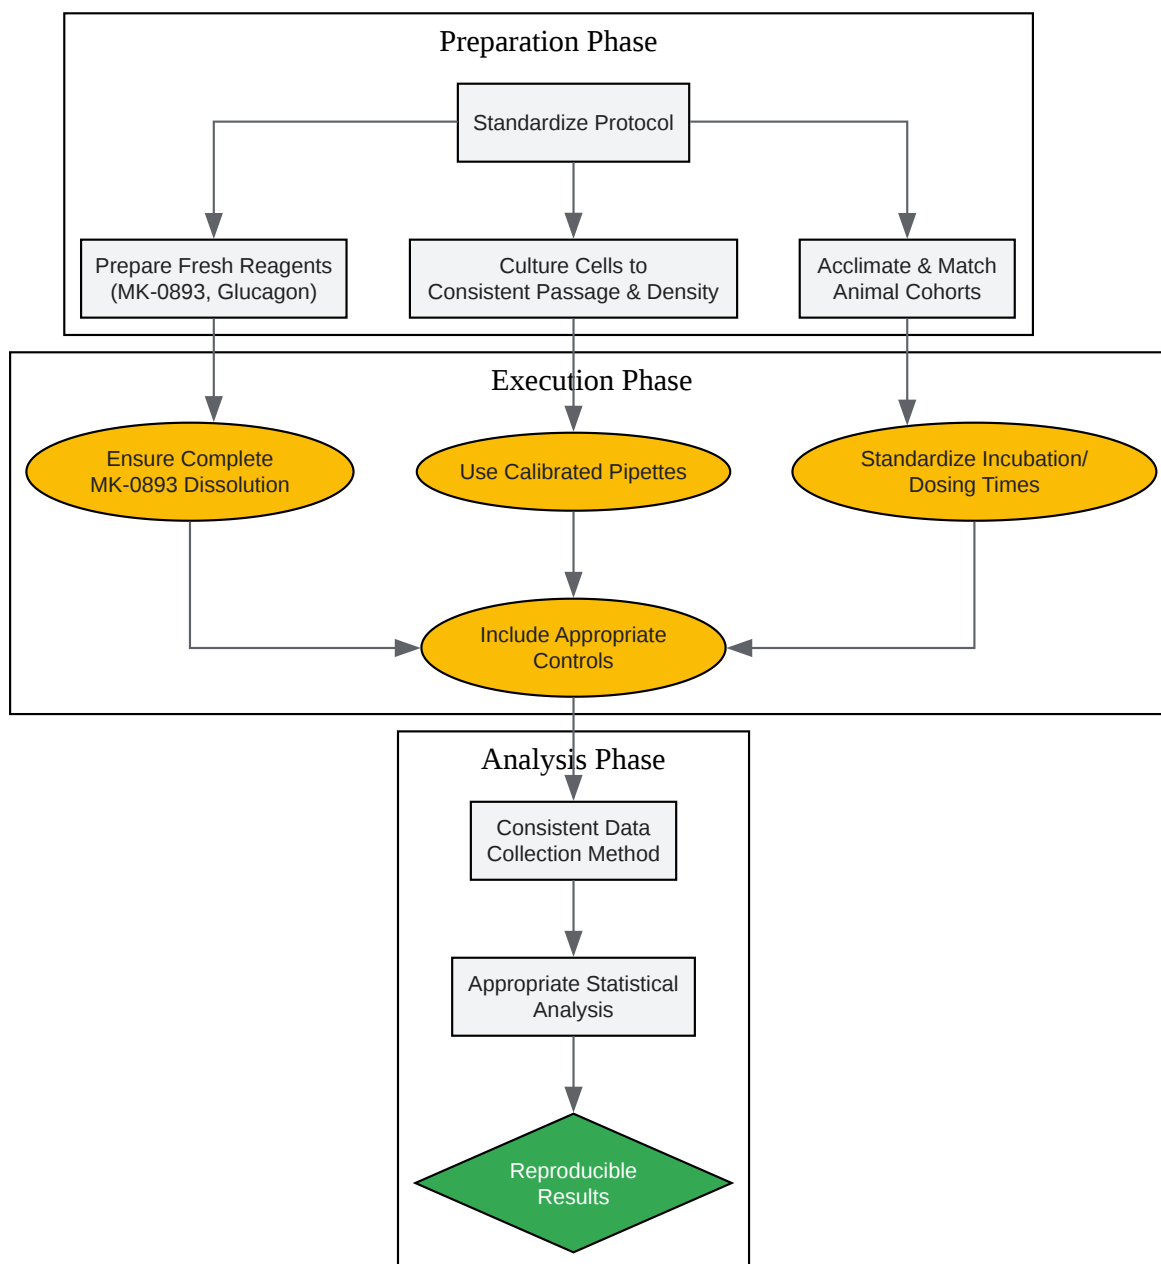 Preparation Phase
Standardize Protocol
Prepare Fresh Reagents
(MK-0893, Glucagon)
Culture Cells to
Consistent Passage & Density
Acclimate & Match
Animal Cohorts
Execution Phase
Ensure Complete
MK-0893 Dissolution
Use Calibrated Pipettes
Standardize Incubation/
Dosing Times
Include Appropriate
Controls
Analysis Phase
Consistent Data
Collection Method
Appropriate Statistical
Analysis
Reproducible
Results